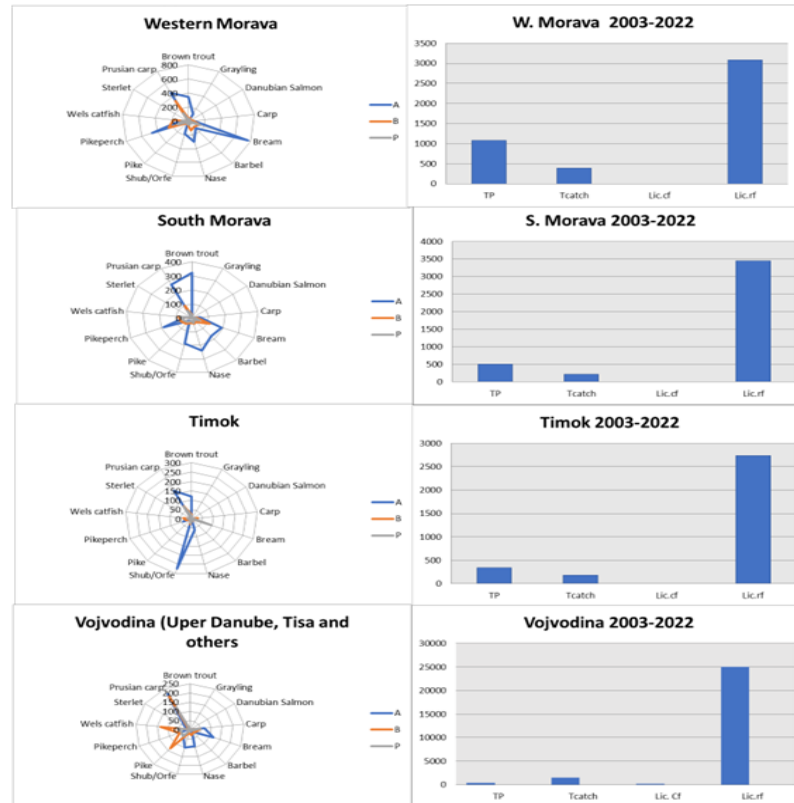 Western Morava
800
600
400
200
0
Brown trout
Grayling
Danubian Salmon
Carp
Bream
Barbel
Nase
Shub/Orfe
Pike
Pikeperch
Wels catfish
Sterlet
Prusian carp
A
B
P
W. Morava 2003-2022
3500
3000
2500
2000
1500
1000
500
0
TP
Tcatch
Lic.cf
Lic.rf
South Morava
400
300
200
100
0
Brown trout
Grayling
Danubian Salmon
Carp
Bream
Barbel
Nase
Shub/Orfe
Pike
Pikeperch
Wels catfish
Sterlet
Prusian carp
A
B
P
S. Morava 2003-2022
4000
3500
3000
2500
2000
1500
1000
500
0
TP
Tcatch
Lic.cf
Lic.rf
Timok
300
250
200
150
100
50
0
Brown trout
Grayling
Danubian Salmon
Carp
Bream
Barbel
Nase
Shub/Orfe
Pike
Pikeperch
Wels catfish
Sterlet
Prusian carp
A
B
P
Timok 2003-2022
3000
2500
2000
1500
1000
500
0
TP
Tcatch
Lic.cf
Lic.rf
Vojvodina (Uper Danube, Tisa and
others
250
200
150
100
50
0
Brown trout
Grayling
Danubian Salmon
Carp
Bream
Barbel
Nase
Shub/Orfe
Pike
Pikeperch
Wels catfish
Sterlet
Prusian carp
A
B
P
Vojvodina 2003-2022
30000
25000
20000
15000
10000
5000
0
TP
Tcatch
Lic. Cf
Lic.rf